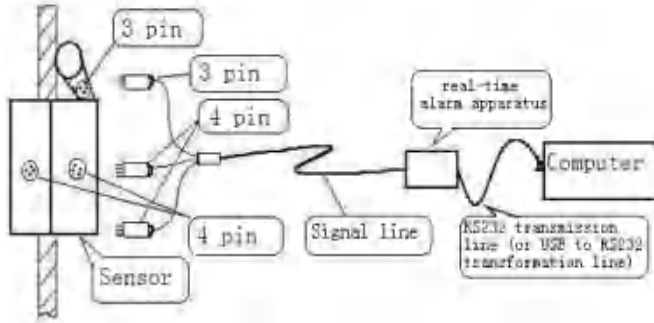 3 pin
3 pin
4 pin
4 pin
Sensor
Signal line
real-time
alarm apparatus
Computer
RS232 transmission
line (or USB to RS232
transformation line)